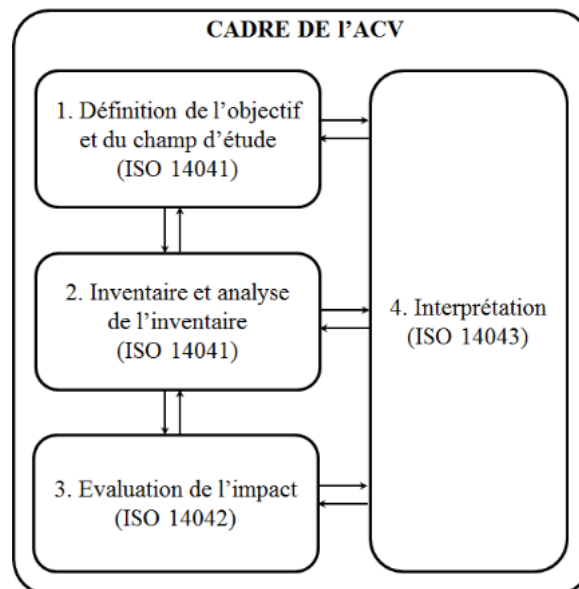 CADRE DE l'ACV
1. Définition de l'objectif
et du champ d'étude
(ISO 14041)
2. Inventaire et analyse
de l'inventaire
(ISO 14041)
3. Evaluation de l'impact
(ISO 14042)
4. Interprétation
(ISO 14043)